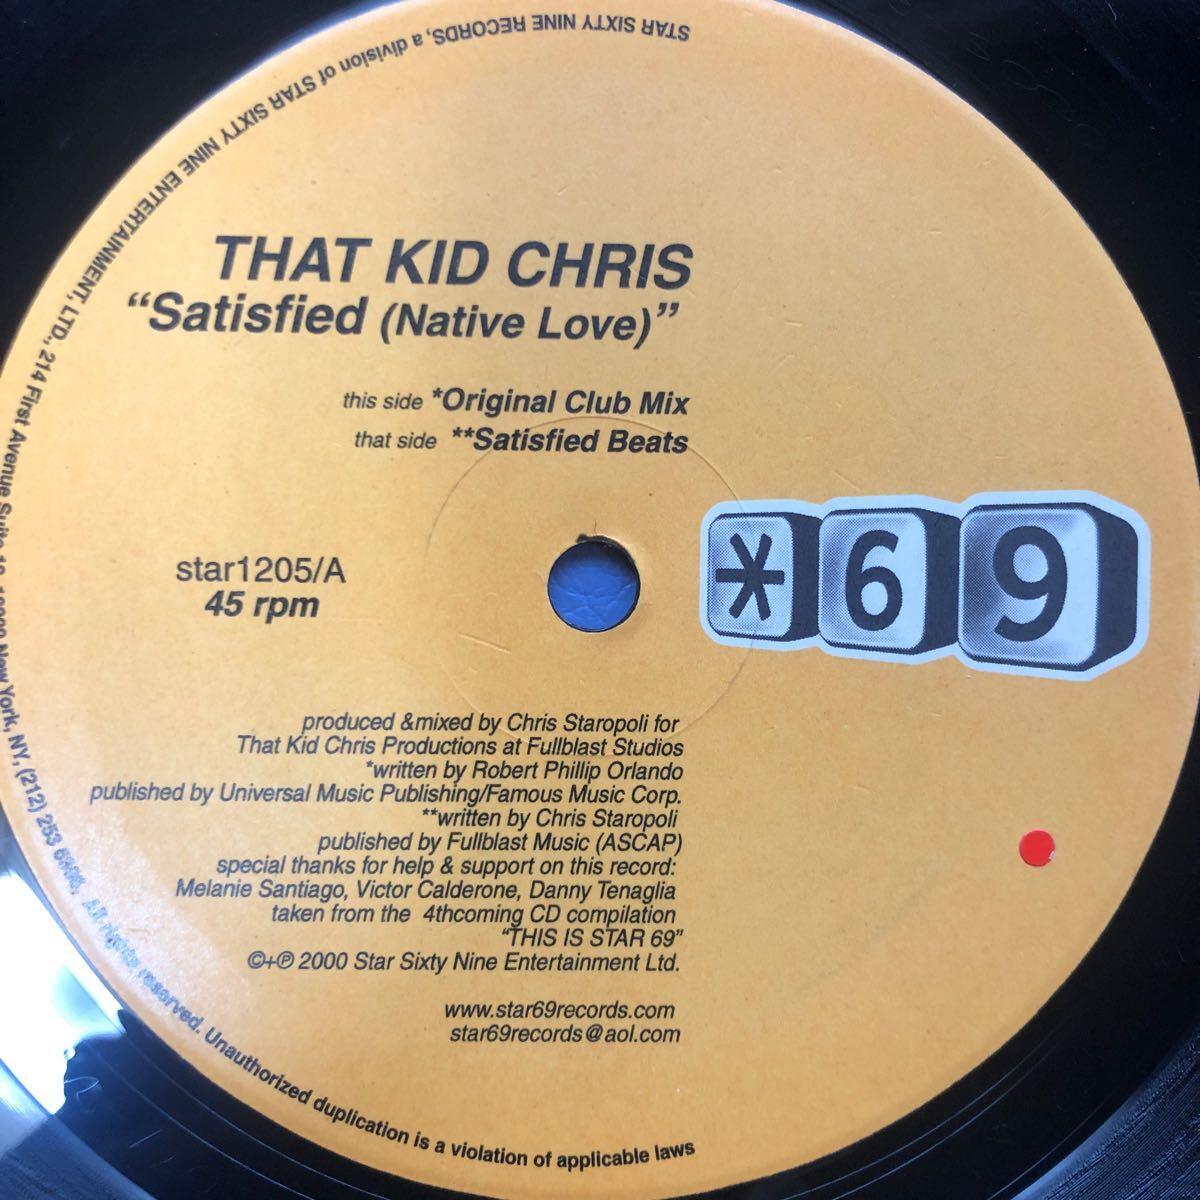 THAT KID CHRIS
“Satisfied (Native Love)”
this side *Original Club Mix
that side **Satisfied Beats
*69
star1205/A
45 rpm
produced &mixed by Chris Staropoli for
That Kid Chris Productions at Fullblast Studios
*written by Robert Phillip Orlando
published by Universal Music Publishing/Famous Music Corp.
**written by Chris Staropoli
published by Fullblast Music (ASCAP)
special thanks for help & support on this record:
Melanie Santiago, Victor Calderone, Danny Tenaglia
taken from the 4thcoming CD compilation
“THIS IS STAR 69”
©+℗ 2000 Star Sixty Nine Entertainment Ltd.
www.star69records.com
star69records@aol.com
STAR SIXTY NINE RECORDS, a division of STAR SIXTY NINE ENTERTAINMENT, LTD., 214 First Avenue Suite New York, NY, (212) 253 All rights reserved. Unauthorized duplication is a violation of applicable laws